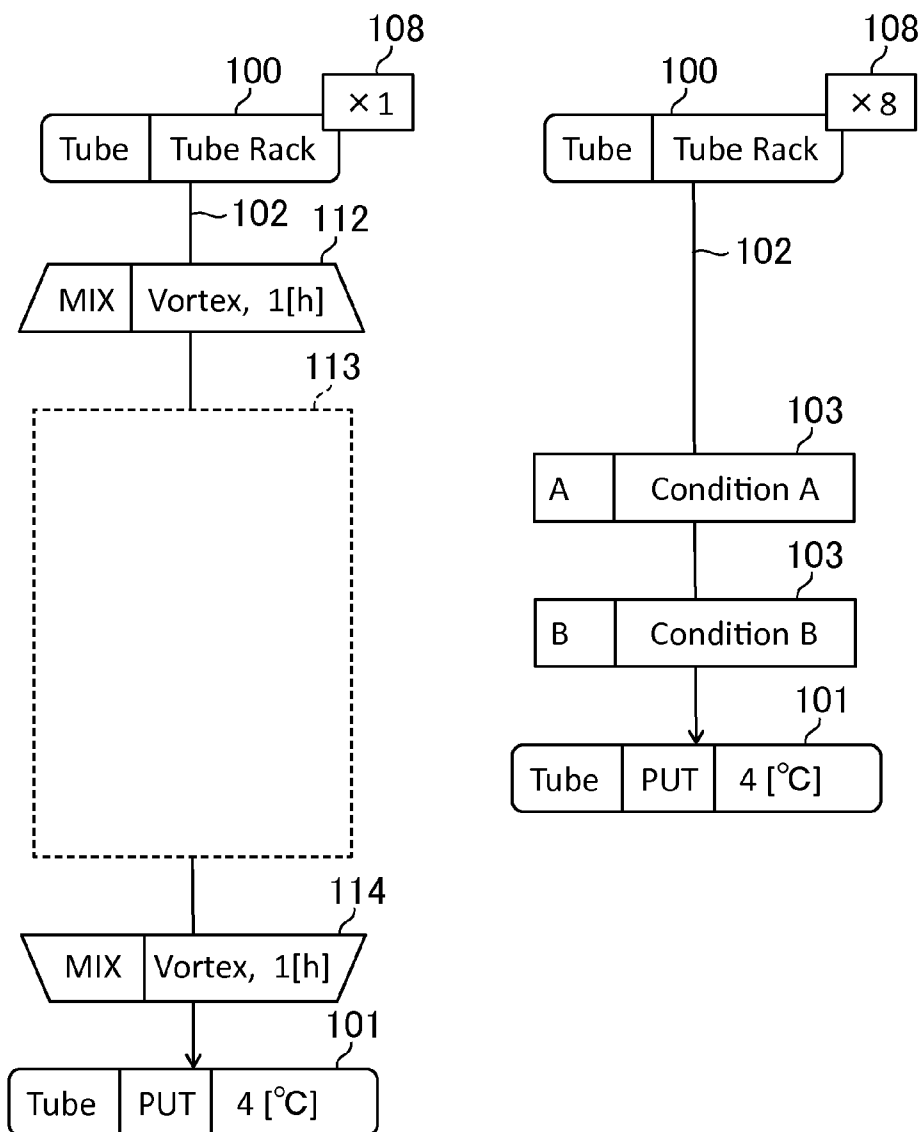 108
100
× 1
Tube Tube Rack
102
112
MIX Vortex, 1[h]
113
114
MIX Vortex, 1[h]
101
Tube PUT 4 [℃]
108
100
× 8
Tube Tube Rack
102
103
A Condition A
103
B Condition B
101
Tube PUT 4 [℃]